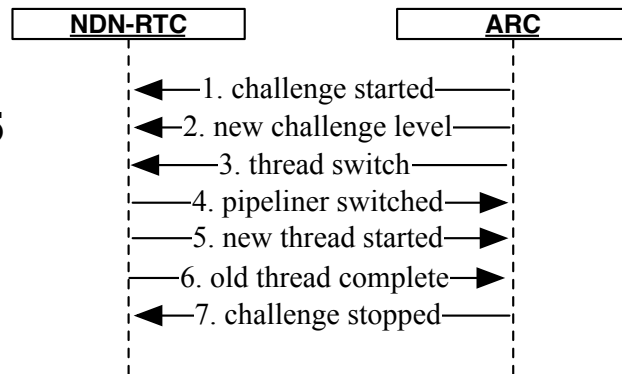 NDN-RTC ARC
1. challenge started
2. new challenge level
3. thread switch
4. pipeliner switched
5. new thread started
6. old thread complete
7. challenge stopped